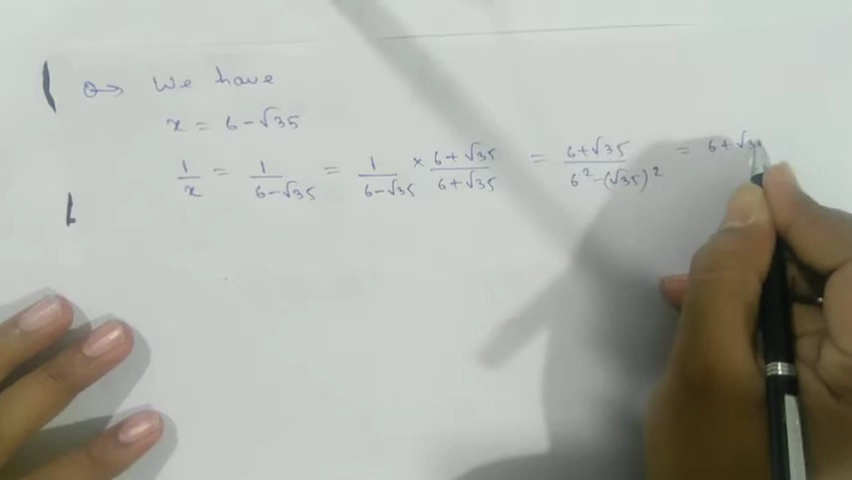 We have
x = 6 - √35
1/x = 1/(6-√35) = 1/(6-√35) × (6+√35)/(6+√35) = (6+√35)/(6² - (√35)²) = 6+√3